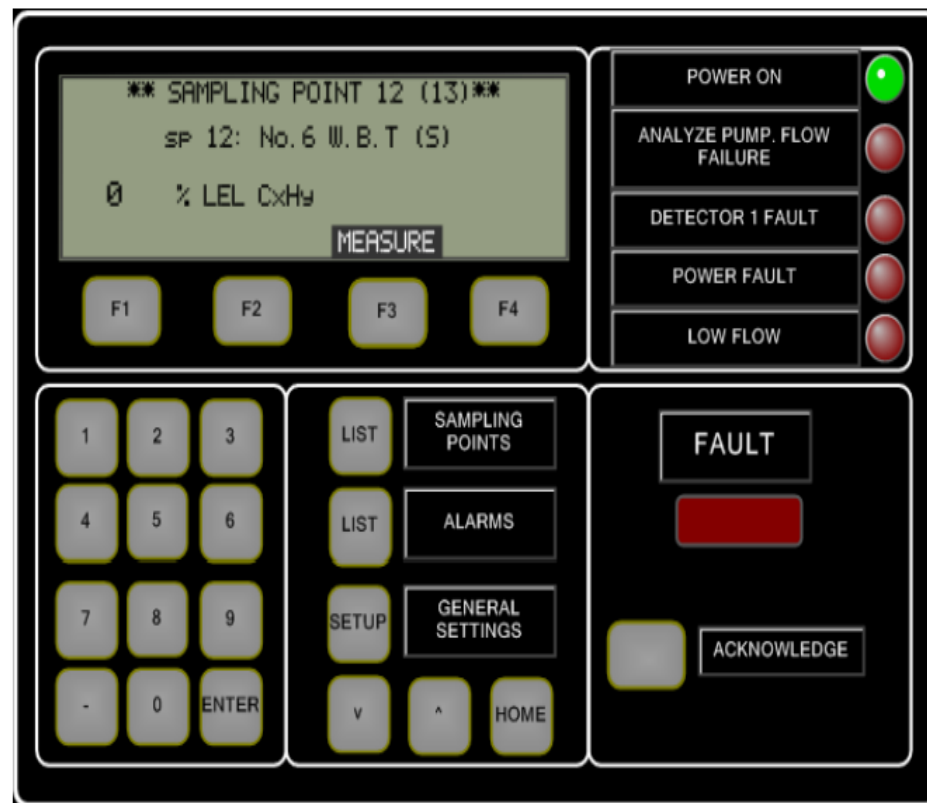 ** SAMPLING POINT 12 (13)**
sp 12: No.6 W.B.T (S)
0 % LEL CxHy
MEASURE
F1 F2 F3 F4
POWER ON
ANALYZE PUMP. FLOW
FAILURE
DETECTOR 1 FAULT
POWER FAULT
LOW FLOW
1 2 3
4 5 6
7 8 9
- 0 ENTER
LIST SAMPLING
POINTS
LIST ALARMS
SETUP GENERAL
SETTINGS
v ^ HOME
FAULT
ACKNOWLEDGE